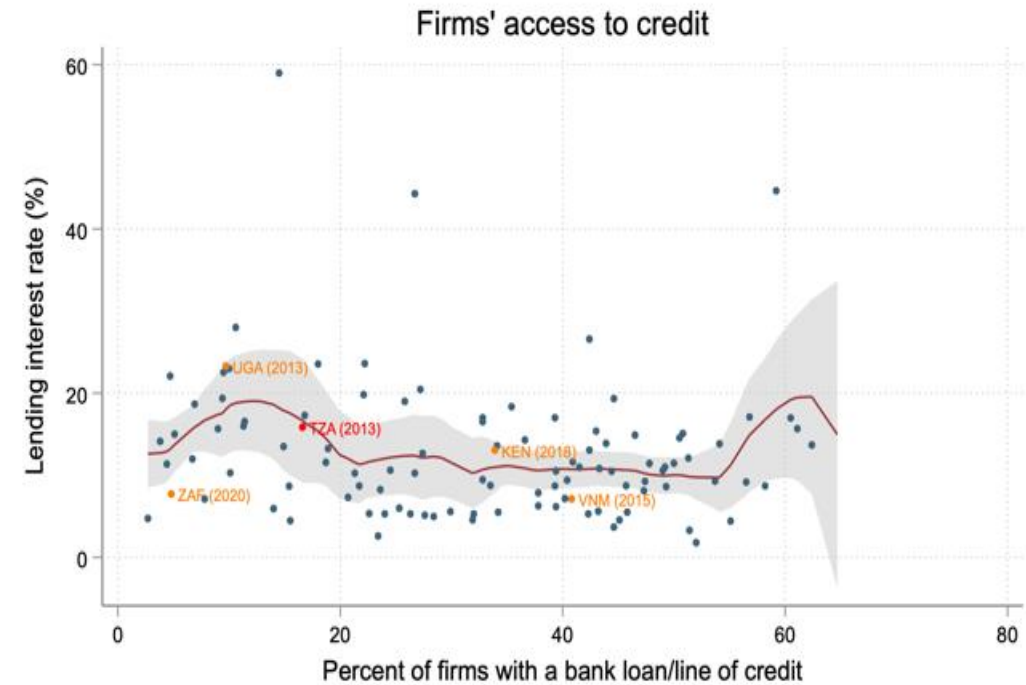 Firms' access to credit
Lending interest rate (%)
60
40
20
0
UGA (2013)
TZA (2013)
KEN (2018)
ZAF (2020)
VNM (2015)
0 20 40 60 80
Percent of firms with a bank loan/line of credit